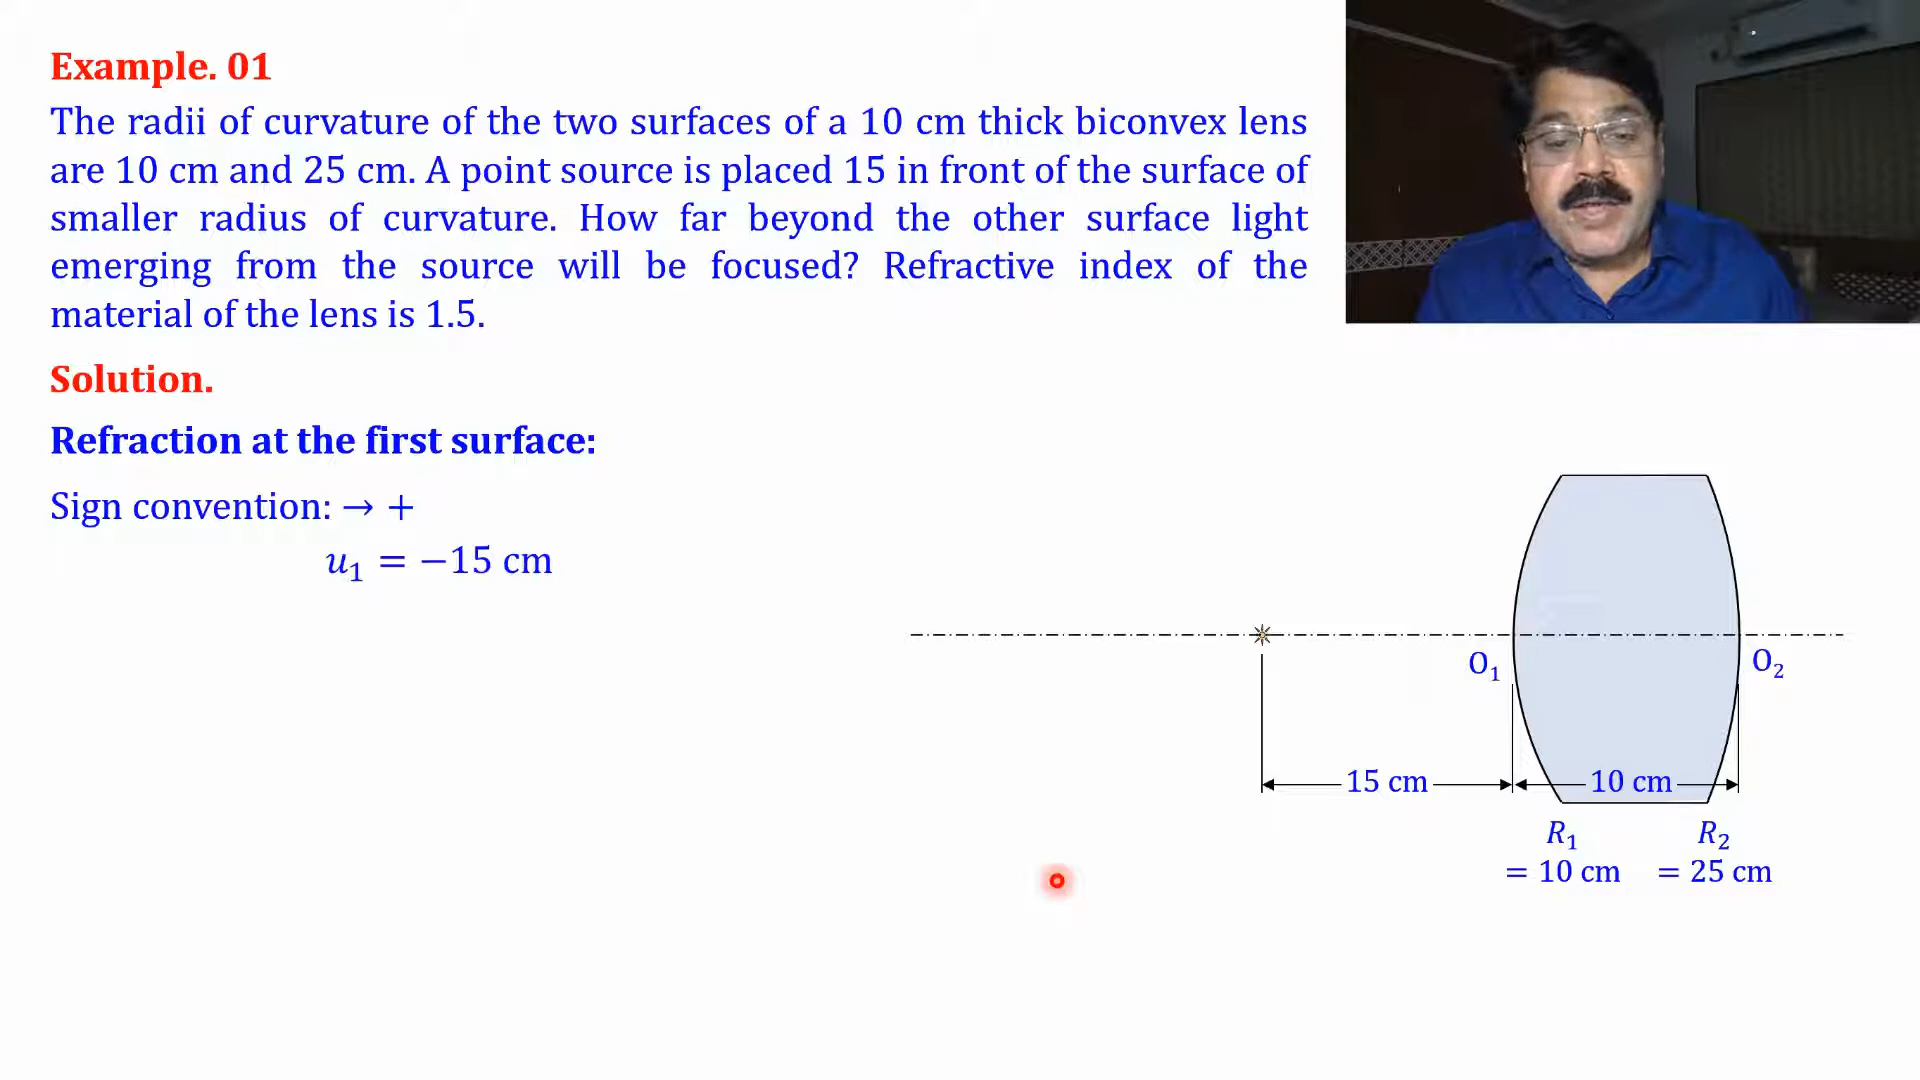 Example. 01
The radii of curvature of the two surfaces of a 10 cm thick biconvex lens
are 10 cm and 25 cm. A point source is placed 15 in front of the surface of
smaller radius of curvature. How far beyond the other surface light
emerging from the source will be focused? Refractive index of the
material of the lens is 1.5.
Solution.
Refraction at the first surface:
Sign convention: → +
u₁ = −15 cm
O₁
O₂
15 cm
10 cm
R₁
= 10 cm
R₂
= 25 cm